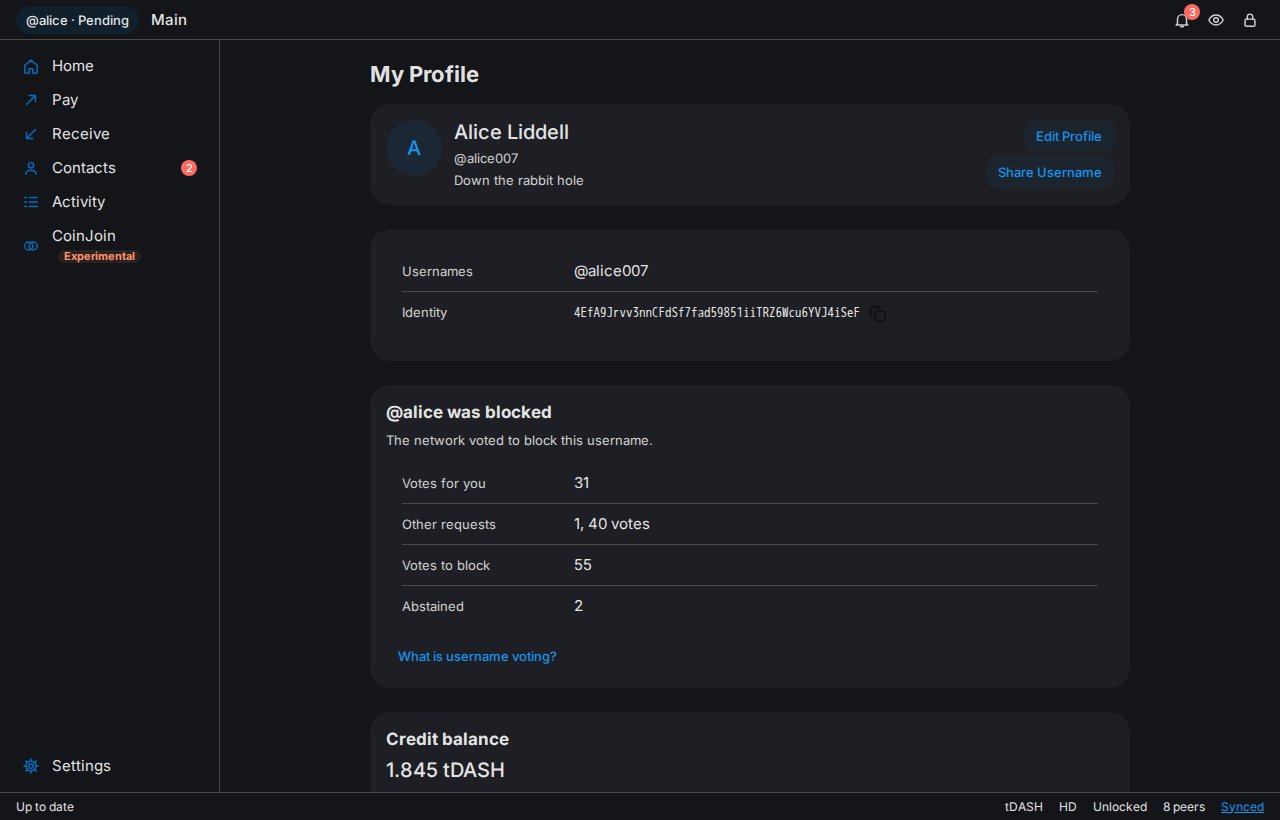 @alice · Pending Main 3
Home
Pay
Receive
Contacts 2
Activity
CoinJoin
Experimental
Settings
My Profile
A
Alice Liddell
@alice007
Down the rabbit hole
Edit Profile
Share Username
Usernames @alice007
Identity 4EfA9Jrvv3nnCFdSf7fad59851iiTRZ6Wcu6YVJ4iSeF
@alice was blocked
The network voted to block this username.
Votes for you 31
Other requests 1, 40 votes
Votes to block 55
Abstained 2
What is username voting?
Credit balance
1.845 tDASH
Up to date tDASH HD Unlocked 8 peers Synced